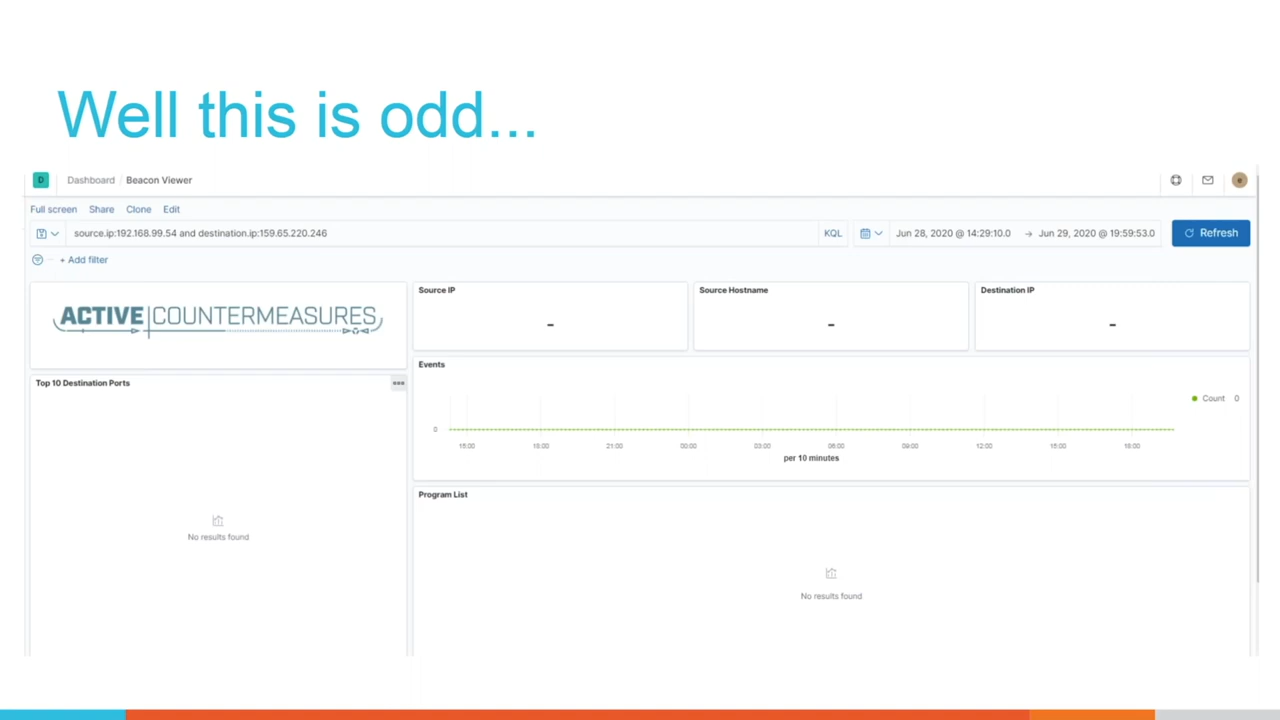 Well this is odd...
D Dashboard / Beacon Viewer e
Full screen Share Clone Edit
source.ip:192.168.99.54 and destination.ip:159.65.220.246 KQL Jun 28, 2020 @ 14:29:10.0 → Jun 29, 2020 @ 19:59:53.0 Refresh
+ Add filter
ACTIVE COUNTERMEASURES
Source IP
-
Source Hostname
-
Destination IP
-
Top 10 Destination Ports
No results found
Events
Count 0
0
15:00 18:00 21:00 00:00 03:00 06:00 09:00 12:00 15:00 18:00
per 10 minutes
Program List
No results found